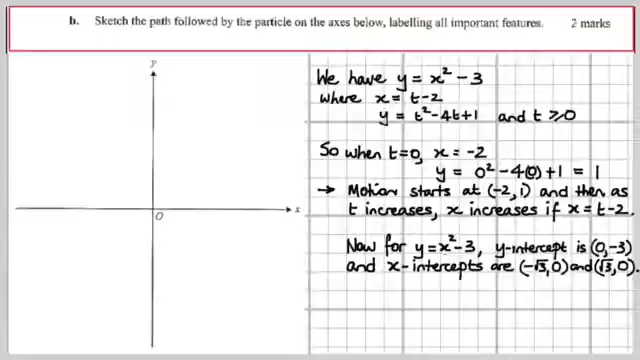 b. Sketch the path followed by the particle on the axes below, labelling all important features. 2 marks
y
x
O
We have y = x² - 3
where x = t - 2
y = t² - 4t + 1 and t ⩾ 0
So when t = 0, x = -2
y = 0² - 4(0) + 1 = 1
→ Motion starts at (-2, 1) and then as
t increases, x increases if x = t - 2.
Now for y = x² - 3, y-intercept is (0, -3)
and x-intercepts are (-√3, 0) and (√3, 0).